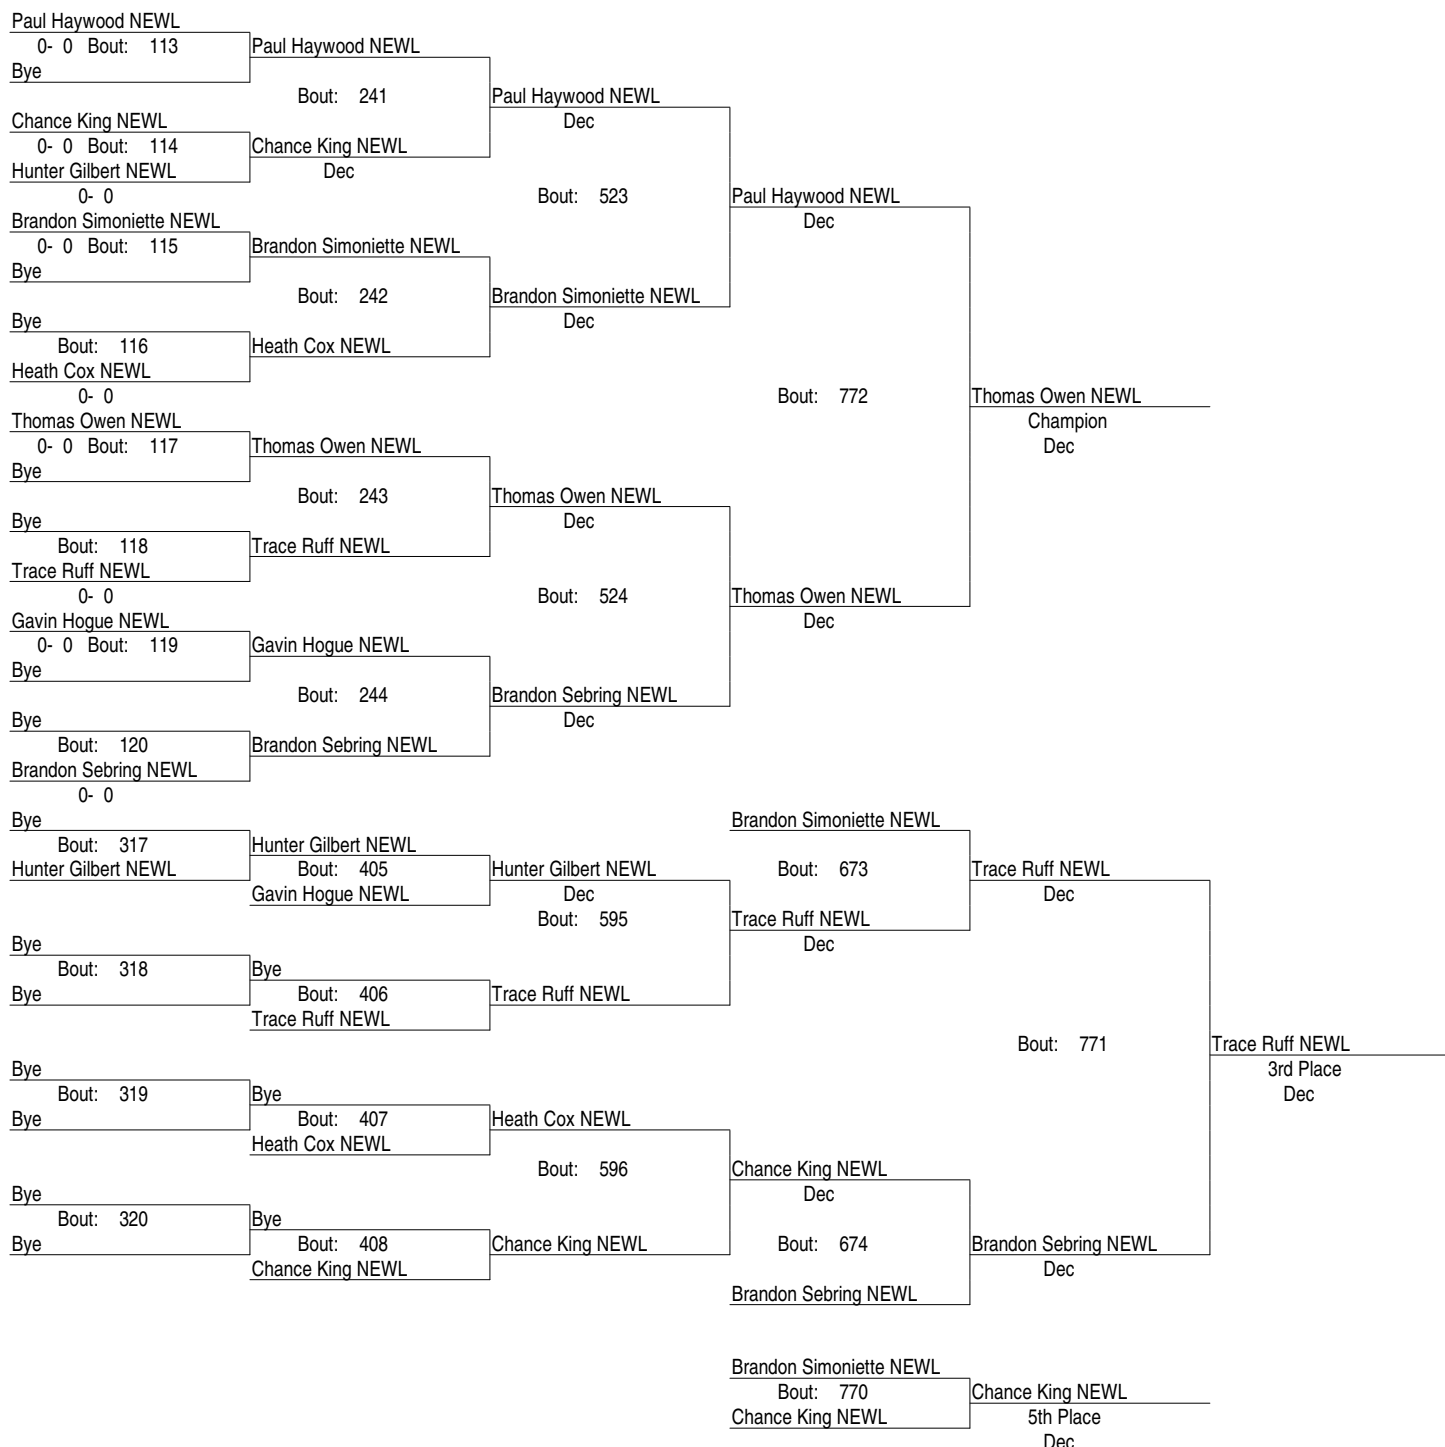 Paul Haywood NEWL
0- 0 Bout: 113 Paul Haywood NEWL
Bye
Bout: 241 Paul Haywood NEWL
Chance King NEWL Dec
0- 0 Bout: 114 Chance King NEWL
Hunter Gilbert NEWL Dec
0- 0 Bout: 523 Paul Haywood NEWL
Brandon Simoniette NEWL Dec
0- 0 Bout: 115 Brandon Simoniette NEWL
Bye
Bout: 242 Brandon Simoniette NEWL
Bye Dec
Bout: 116 Heath Cox NEWL
Heath Cox NEWL
0- 0 Bout: 772 Thomas Owen NEWL
Thomas Owen NEWL Champion
0- 0 Bout: 117 Thomas Owen NEWL Dec
Bye
Bout: 243 Thomas Owen NEWL
Bye Dec
Bout: 118 Trace Ruff NEWL
Trace Ruff NEWL
0- 0 Bout: 524 Thomas Owen NEWL
Gavin Hogue NEWL Dec
0- 0 Bout: 119 Gavin Hogue NEWL
Bye
Bout: 244 Brandon Sebring NEWL
Bye Dec
Bout: 120 Brandon Sebring NEWL
Brandon Sebring NEWL
0- 0
Bye Brandon Simoniette NEWL
Bout: 317 Hunter Gilbert NEWL
Hunter Gilbert NEWL Bout: 405 Hunter Gilbert NEWL Bout: 673 Trace Ruff NEWL
Gavin Hogue NEWL Dec Dec
Bout: 595 Trace Ruff NEWL
Bye Dec
Bout: 318 Bye
Bye Bout: 406 Trace Ruff NEWL
Trace Ruff NEWL
Bout: 771 Trace Ruff NEWL
Bye 3rd Place
Bout: 319 Bye Dec
Bye Bout: 407 Heath Cox NEWL
Heath Cox NEWL
Bout: 596 Chance King NEWL
Bye Dec
Bout: 320 Bye
Bye Bout: 408 Chance King NEWL Bout: 674 Brandon Sebring NEWL
Chance King NEWL Dec
Brandon Sebring NEWL
Brandon Simoniette NEWL
Bout: 770 Chance King NEWL
Chance King NEWL 5th Place
Dec